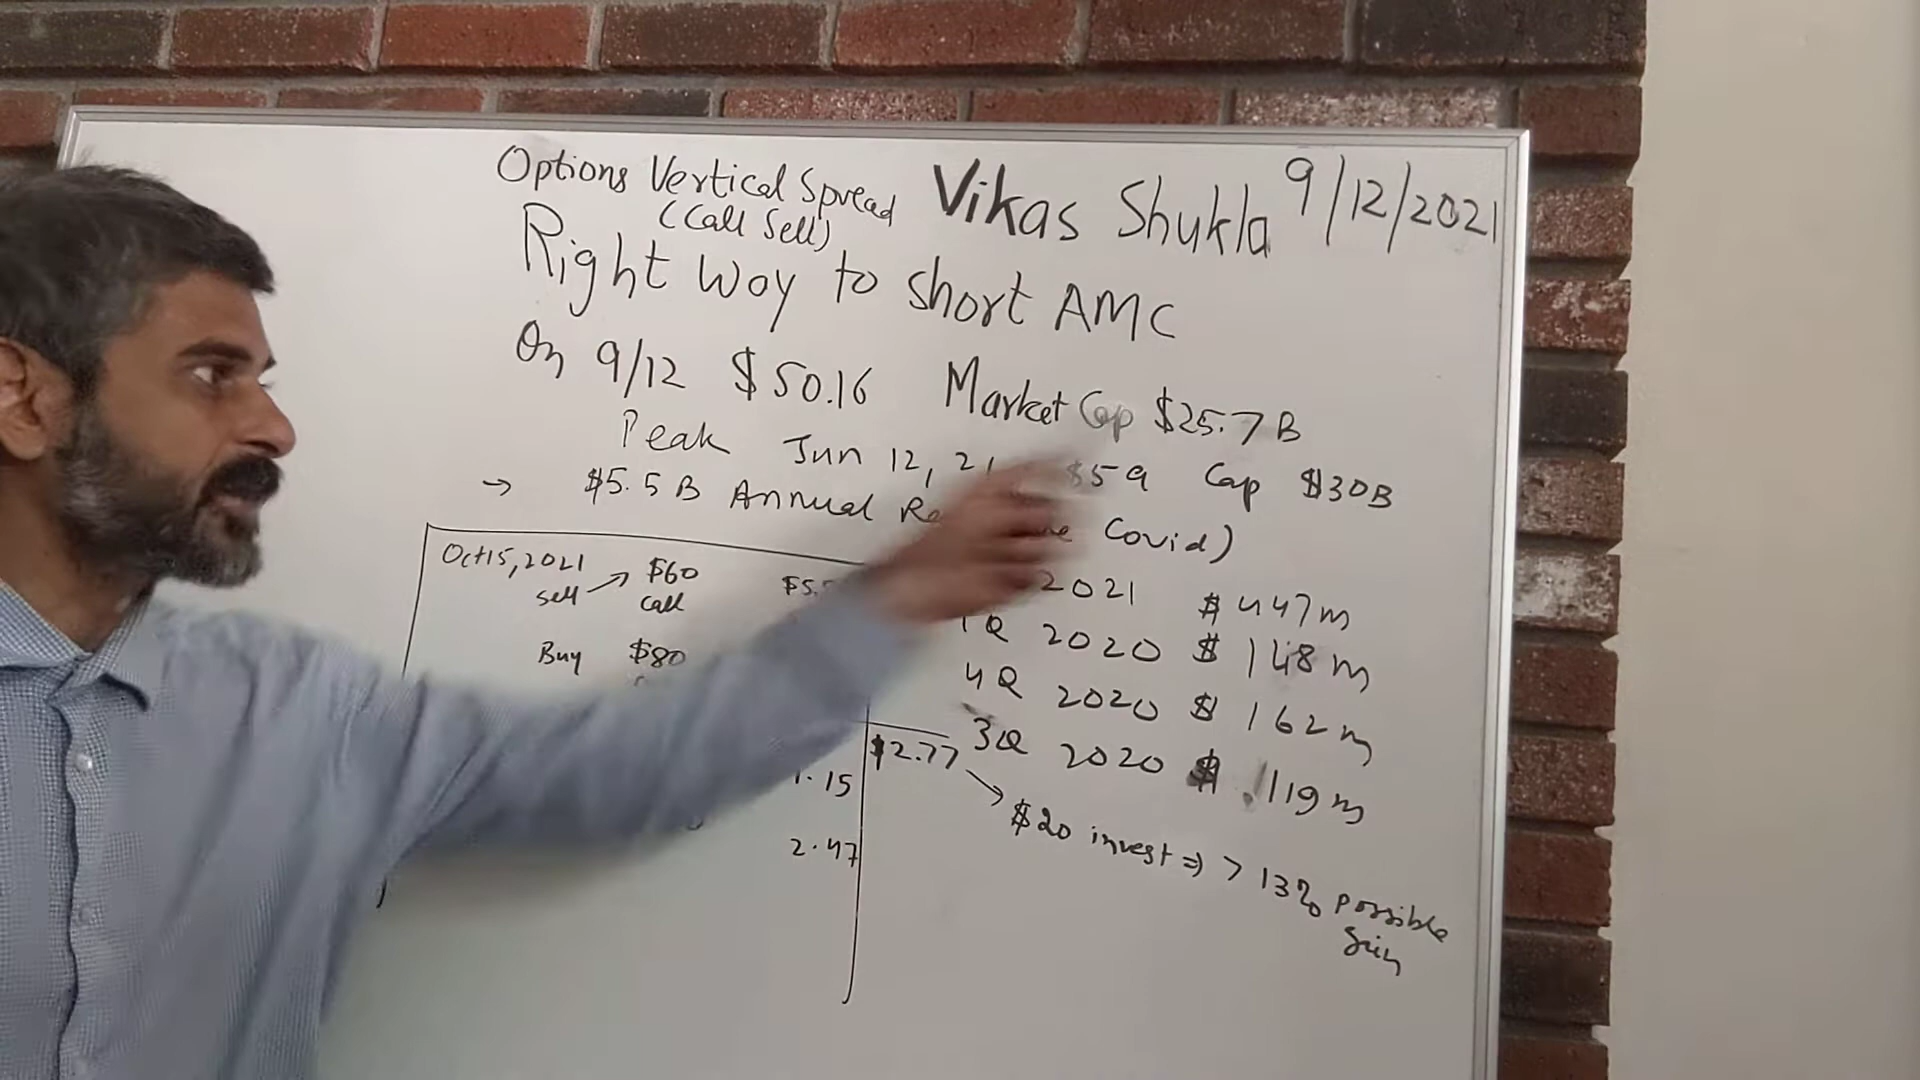 Options Vertical Spread Vikas Shukla 9/12/2021
(Call Sell)
Right Way to short AMC
On 9/12 $50.16 Market Cap $25.7B
Peak Jun 12, 21 $59 Cap $30B
→ $5.5B Annual Covid)
Oct 15, 2021
sell → $60
call
Buy $80
2021 $447m
1Q 2020 $148m
4Q 2020 $162m
3Q 2020 $119m
$2.77
.15
2.47
$20 invest ⇒ > 13% possible
gain